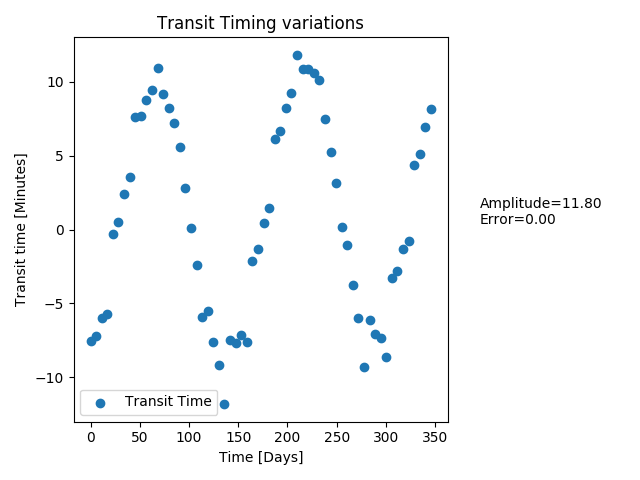 Transit Timing variations
Transit time [Minutes]
10
5
0
−5
−10
Amplitude=11.80
Error=0.00
Transit Time
0 50 100 150 200 250 300 350
Time [Days]